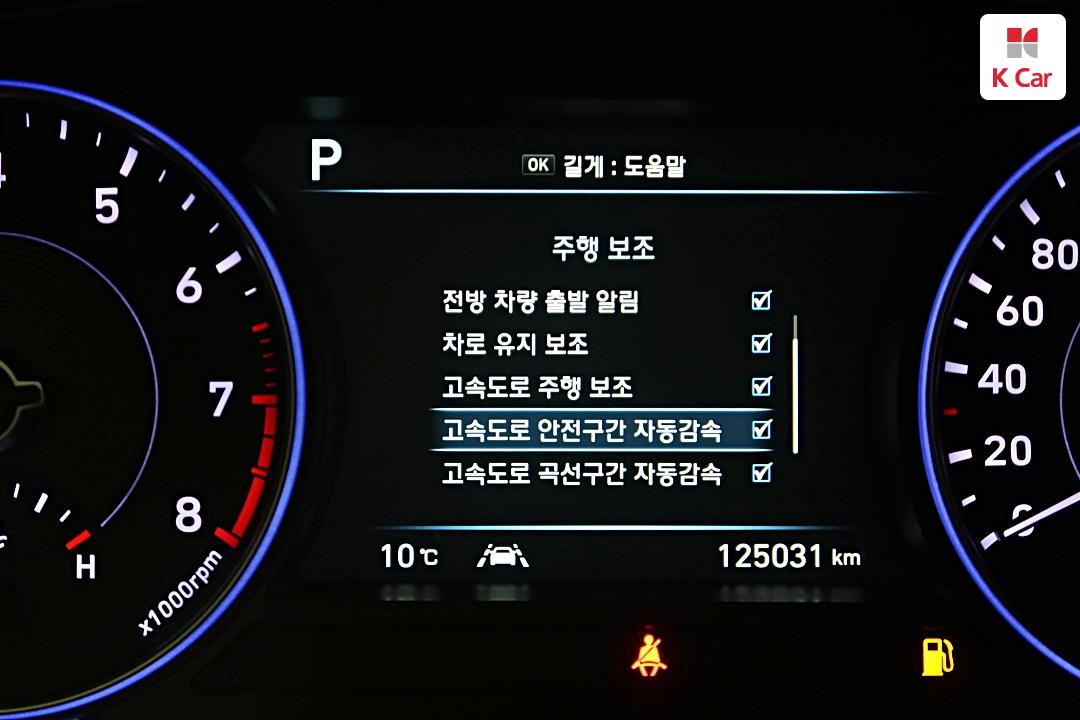 K Car
P
OK 길게 : 도움말
주행 보조
전방 차량 출발 알림
차로 유지 보조
고속도로 주행 보조
고속도로 안전구간 자동감속
고속도로 곡선구간 자동감속
10℃
125031 km
5
6
7
8
x1000rpm
H
80
60
40
20
0